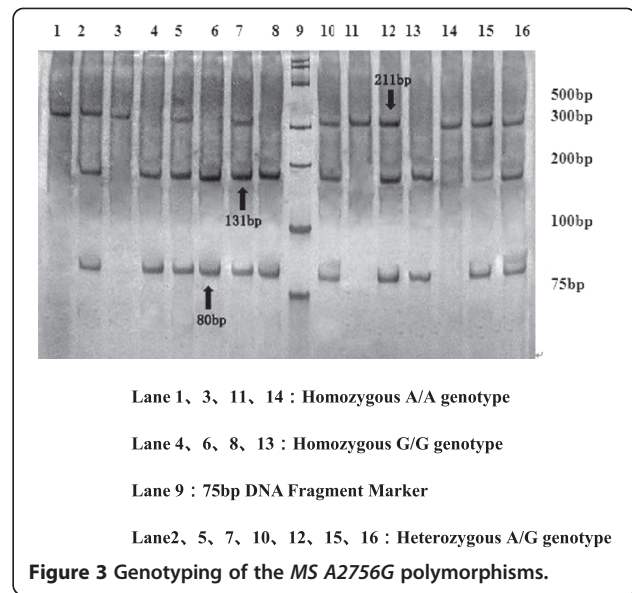 1 2 3 4 5 6 7 8 9 10 11 12 13 14 15 16
211bp
500bp
300bp
200bp
131bp
100bp
75bp
80bp
Lane 1、3、11、14：Homozygous A/A genotype
Lane 4、6、8、13：Homozygous G/G genotype
Lane 9：75bp DNA Fragment Marker
Lane2、5、7、10、12、15、16：Heterozygous A/G genotype
Figure 3 Genotyping of the MS A2756G polymorphisms.